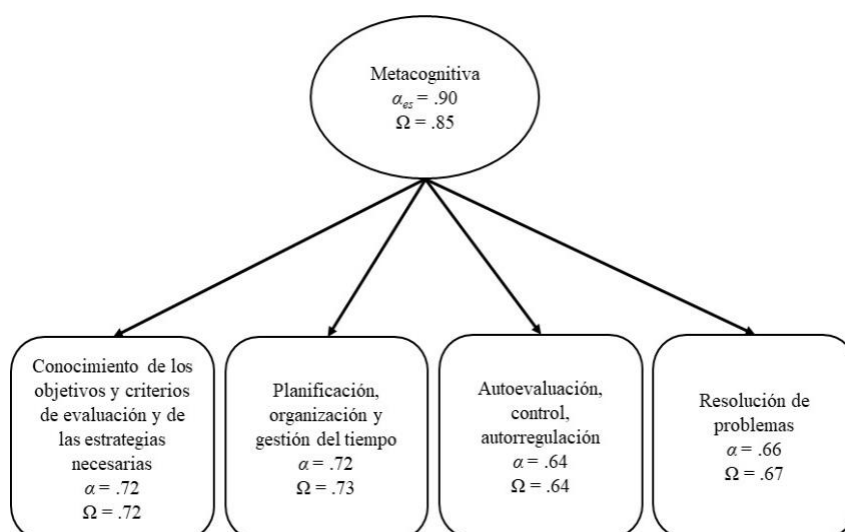 Metacognitiva
α_es = .90
Ω = .85
Conocimiento de los
objetivos y criterios
de evaluación y de
las estrategias
necesarias
α = .72
Ω = .72
Planificación,
organización y
gestión del tiempo
α = .72
Ω = .73
Autoevaluación,
control,
autorregulación
α = .64
Ω = .64
Resolución de
problemas
α = .66
Ω = .67